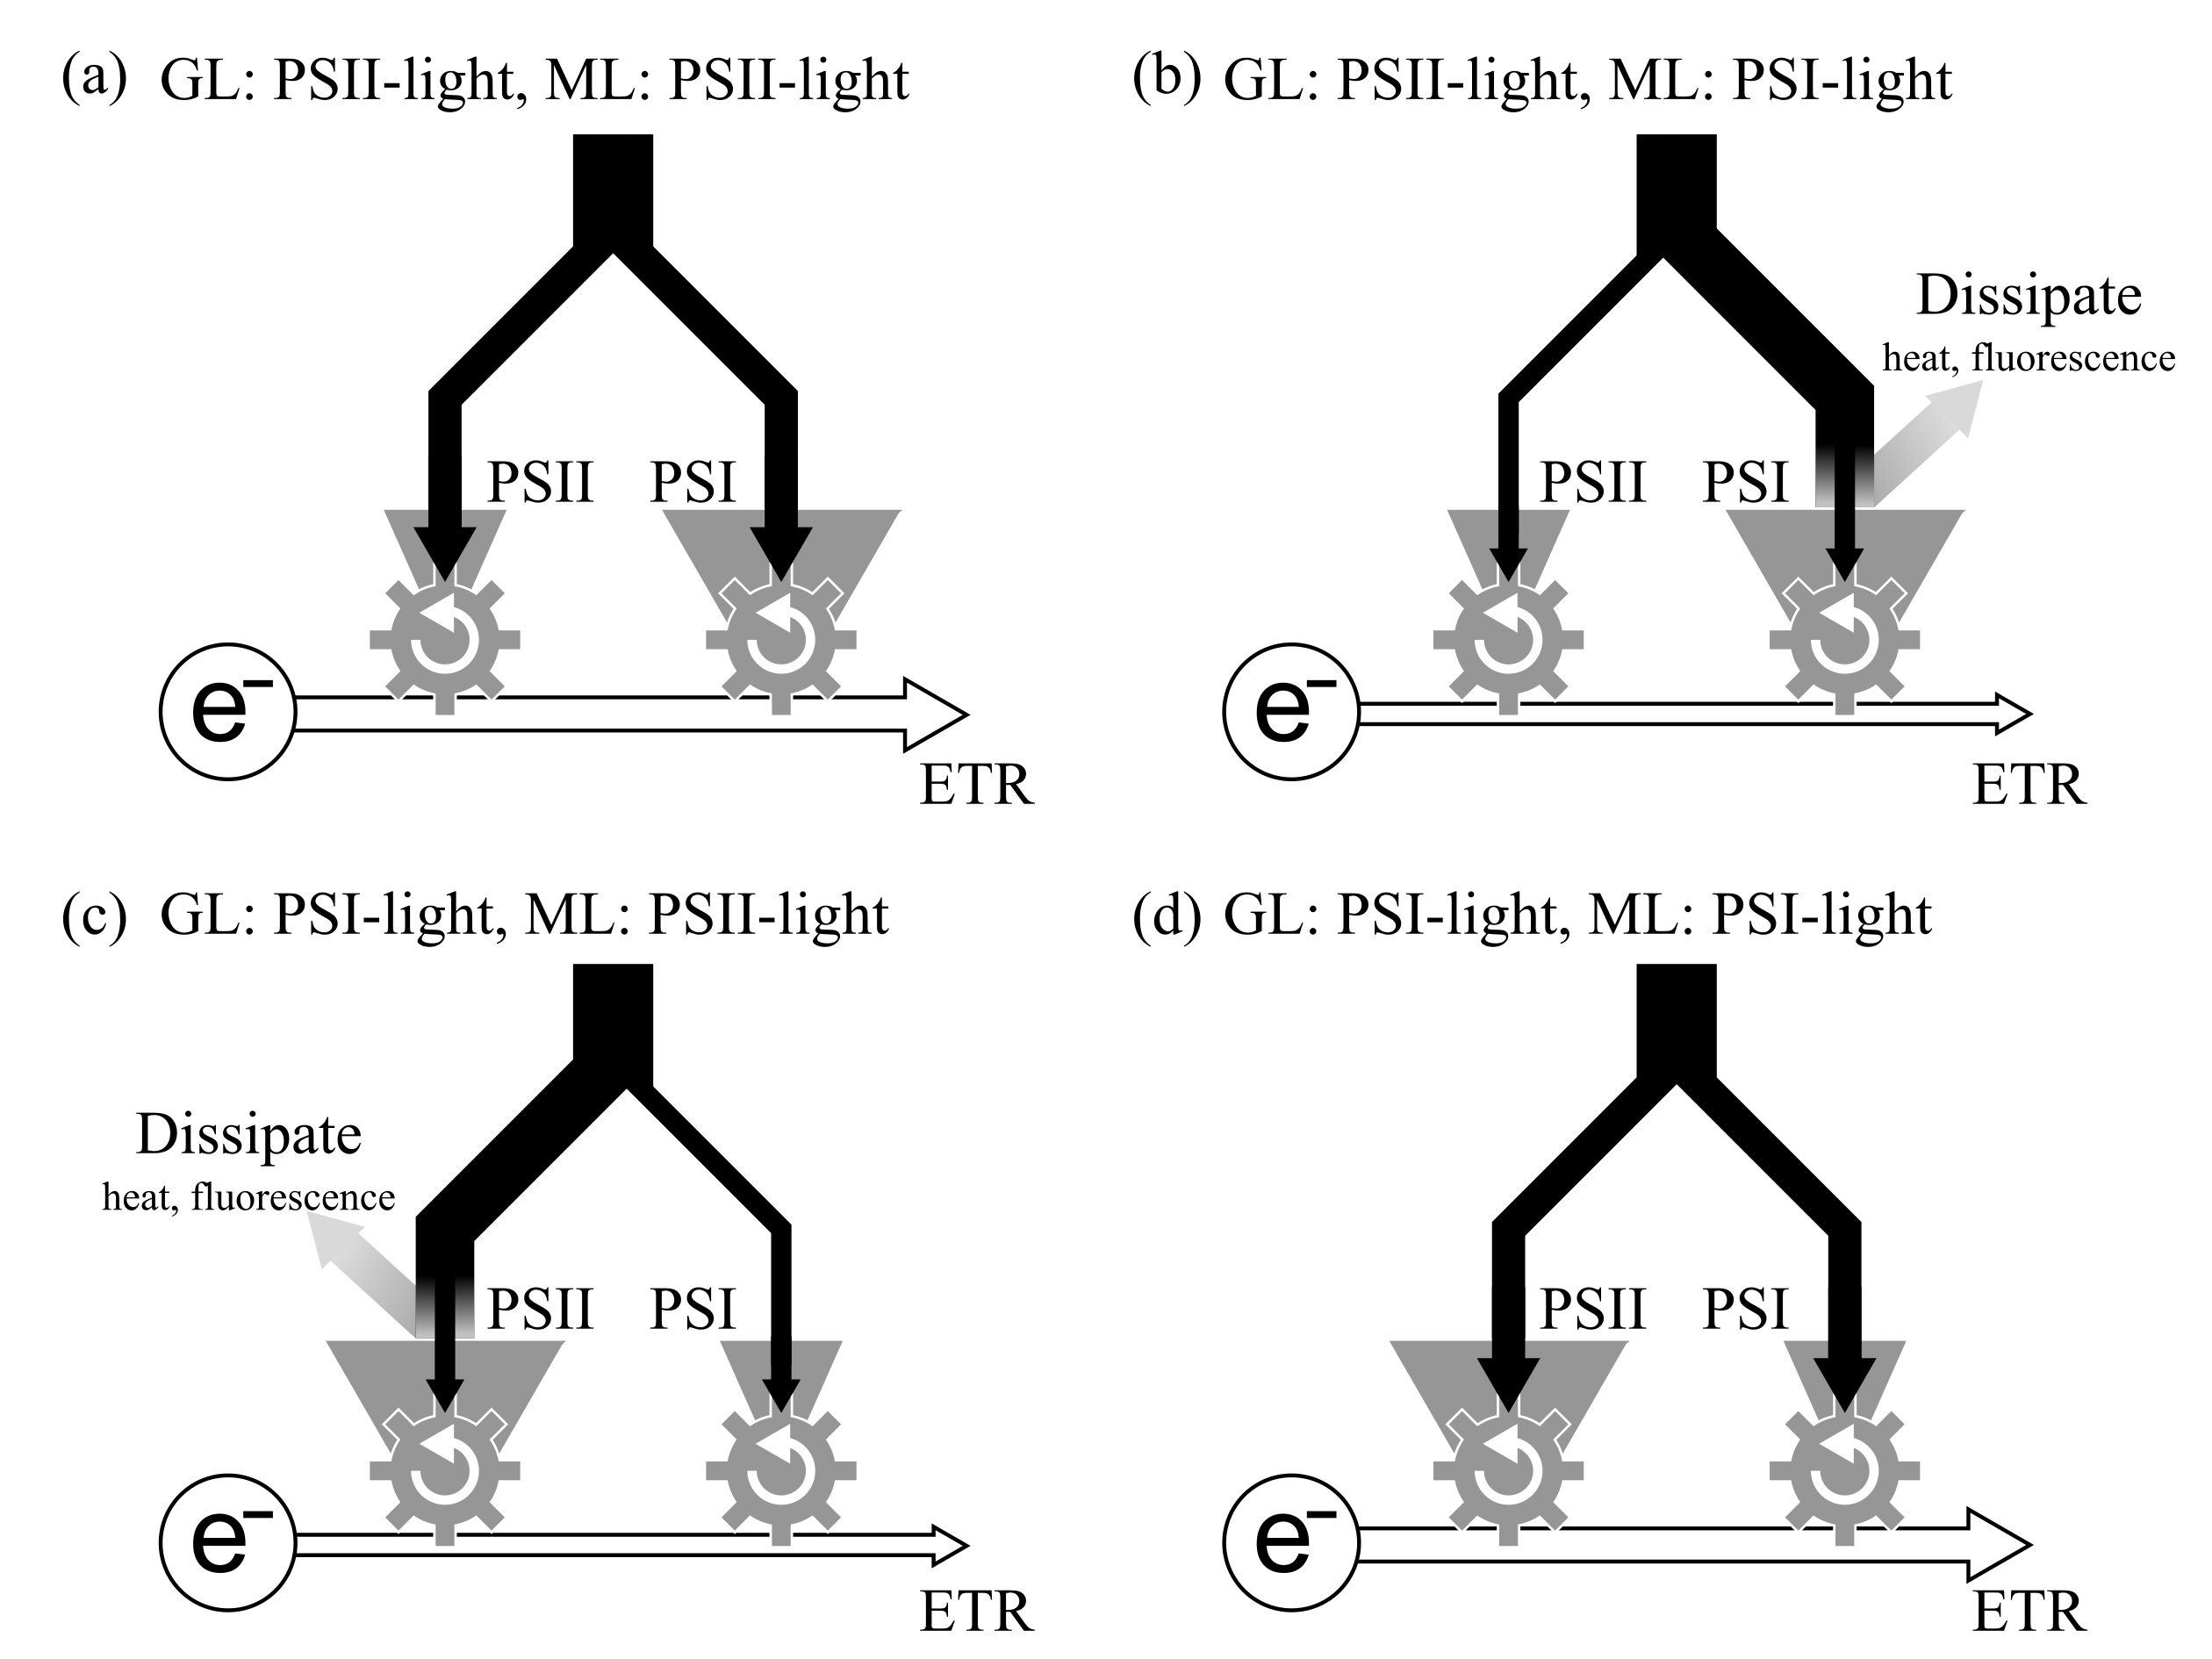 (a) GL: PSII-light, ML: PSII-light
PSII PSI
e⁻
ETR
(b) GL: PSII-light, ML: PSI-light
Dissipate
heat, fluorescence
PSII PSI
e⁻
ETR
(c) GL: PSI-light, ML: PSII-light
Dissipate
heat, fluorescence
PSII PSI
e⁻
ETR
(d) GL: PSI-light, ML: PSI-light
PSII PSI
e⁻
ETR